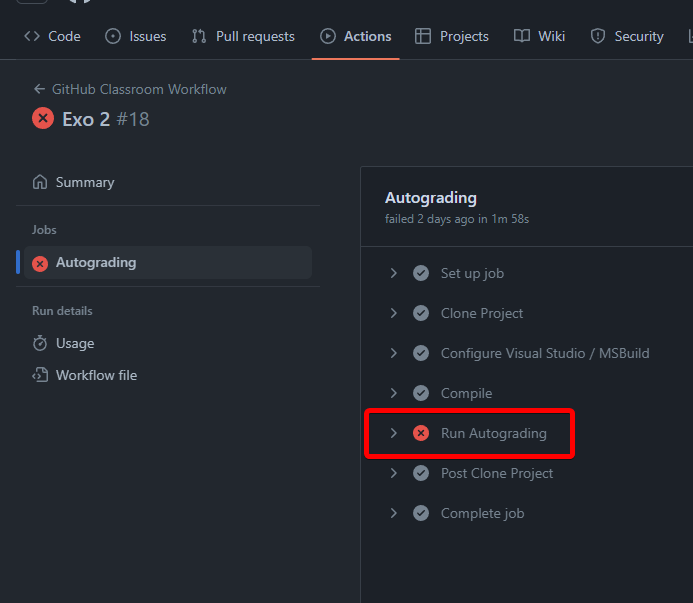 Code Issues Pull requests Actions Projects Wiki Security
GitHub Classroom Workflow
Exo 2 #18
Summary
Jobs
Autograding
Run details
Usage
Workflow file
Autograding
failed 2 days ago in 1m 58s
Set up job
Clone Project
Configure Visual Studio / MSBuild
Compile
Run Autograding
Post Clone Project
Complete job